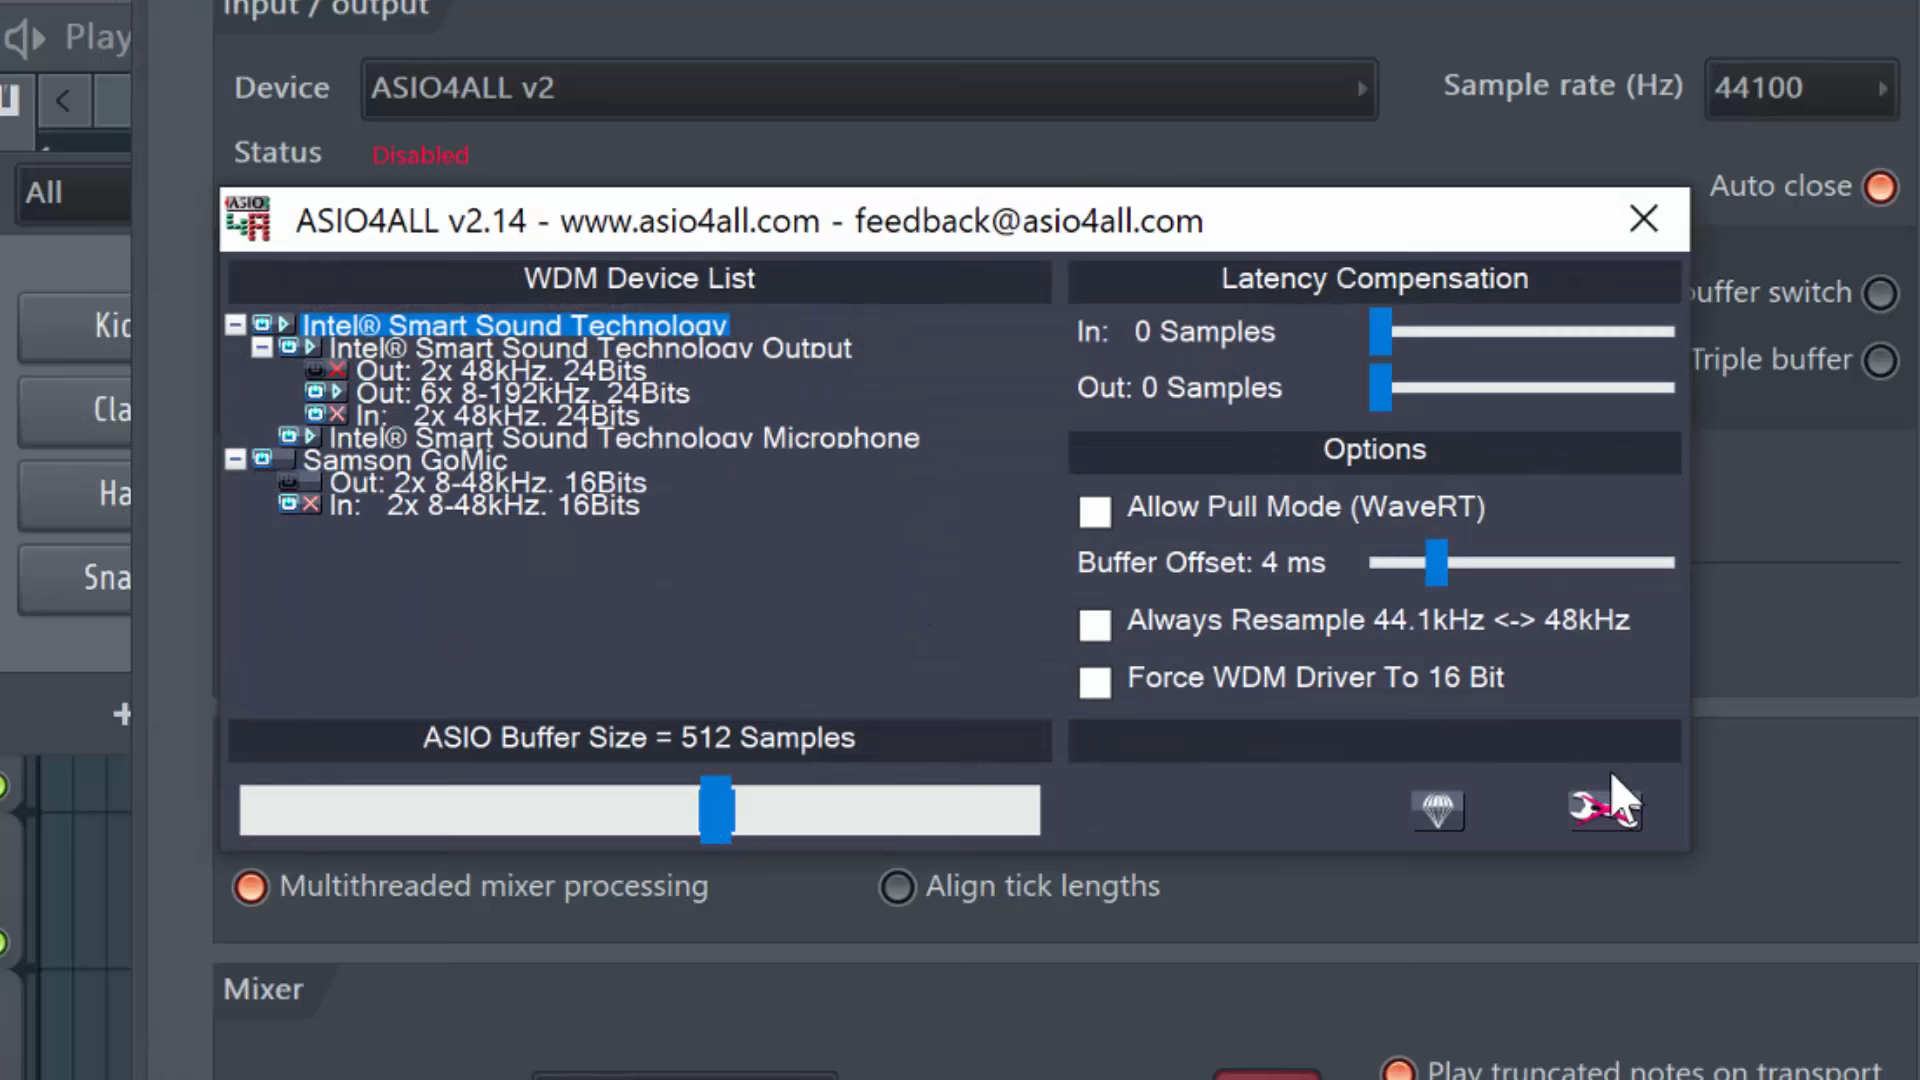 Input / output
Play
Device
ASIO4ALL v2
Sample rate (Hz)
44100
Status
Disabled
All
Auto close
ASIO
ASIO4ALL v2.14 - www.asio4all.com - feedback@asio4all.com
WDM Device List
Latency Compensation
Intel® Smart Sound Technology
Intel® Smart Sound Technology Output
Out: 2x 48kHz, 24Bits
Out: 6x 8-192kHz, 24Bits
In: 2x 48kHz, 24Bits
Intel® Smart Sound Technology Microphone
Samson GoMic
Out: 2x 8-48kHz, 16Bits
In: 2x 8-48kHz, 16Bits
In: 0 Samples
Out: 0 Samples
uffer switch
Triple buffer
Options
Allow Pull Mode (WaveRT)
Buffer Offset: 4 ms
Always Resample 44.1kHz <-> 48kHz
Force WDM Driver To 16 Bit
Kic
Cla
Ha
Sna
+
ASIO Buffer Size = 512 Samples
Multithreaded mixer processing
Align tick lengths
Mixer
Play truncated notes on transport